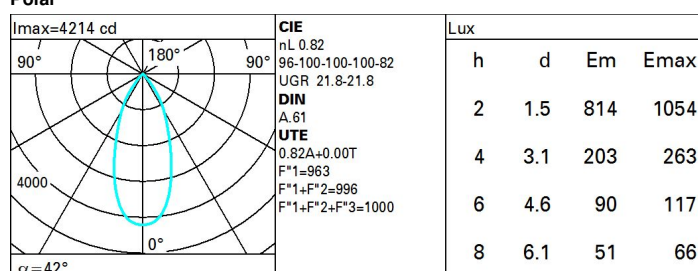 Polar
Imax=4214 cd
90°
180°
90°
4000
0°
α=42°
CIE
nL 0.82
96-100-100-100-82
UGR 21.8-21.8
DIN
A.61
UTE
0.82A+0.00T
F"1=963
F"1+F"2=996
F"1+F"2+F"3=1000
Lux
h d Em Emax
2 1.5 814 1054
4 3.1 203 263
6 4.6 90 117
8 6.1 51 66